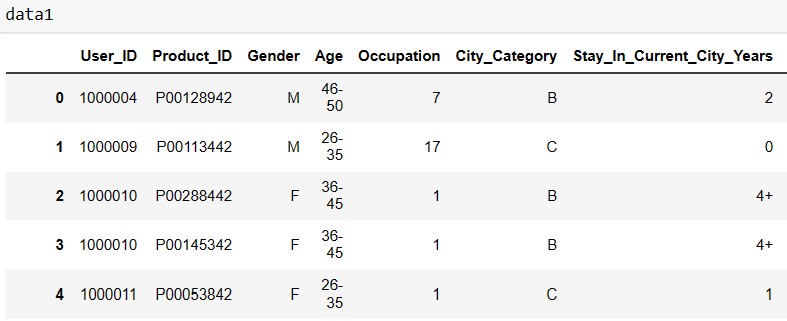 data1
User_ID Product_ID Gender Age Occupation City_Category Stay_In_Current_City_Years
0 1000004 P00128942 M 46-50 7 B 2
1 1000009 P00113442 M 26-35 17 C 0
2 1000010 P00288442 F 36-45 1 B 4+
3 1000010 P00145342 F 36-45 1 B 4+
4 1000011 P00053842 F 26-35 1 C 1